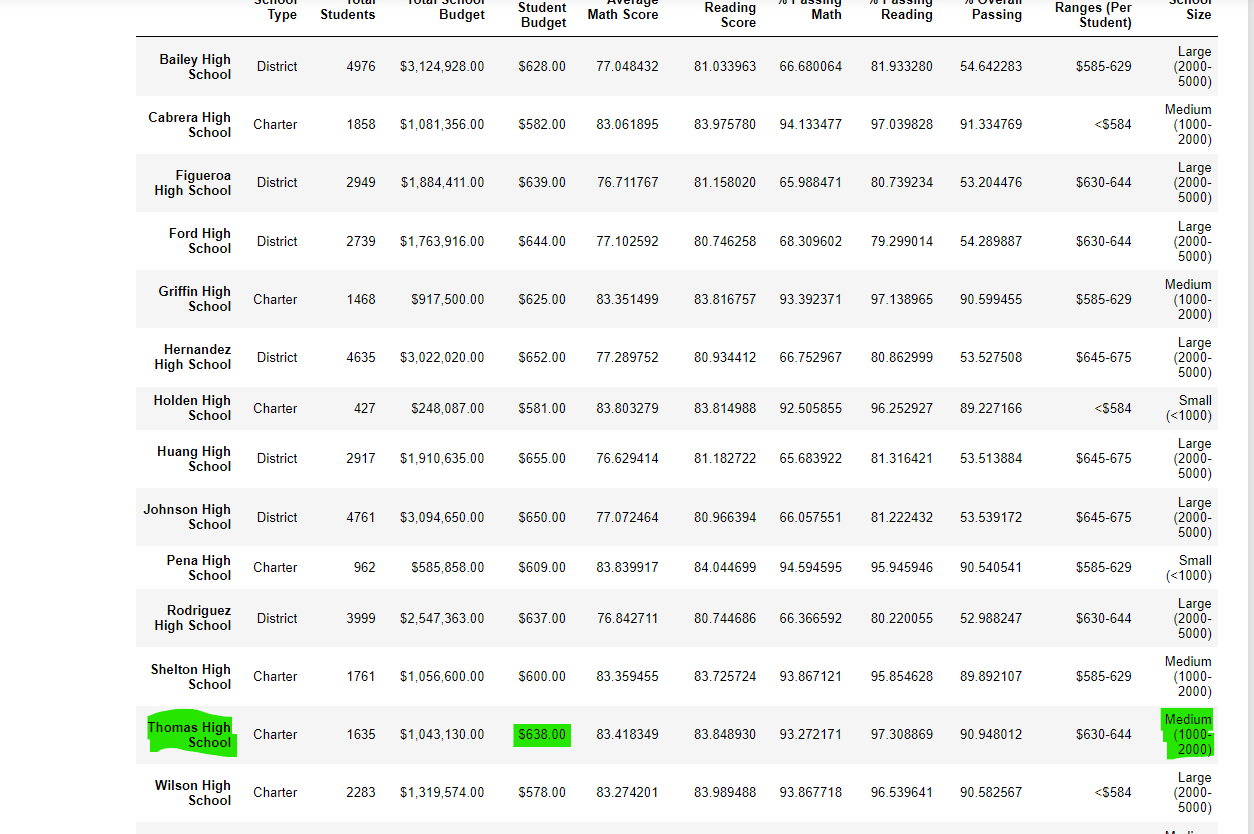 School Total Total School Student Average Reading % Passing % Passing % Overall Ranges (Per School
Type Students Budget Budget Math Score Score Math Reading Passing Student) Size
Bailey High School District 4976 $3,124,928.00 $628.00 77.048432 81.033963 66.680064 81.933280 54.642283 $585-629 Large (2000-5000)
Cabrera High School Charter 1858 $1,081,356.00 $582.00 83.061895 83.975780 94.133477 97.039828 91.334769 <$584 Medium (1000-2000)
Figueroa High School District 2949 $1,884,411.00 $639.00 76.711767 81.158020 65.988471 80.739234 53.204476 $630-644 Large (2000-5000)
Ford High School District 2739 $1,763,916.00 $644.00 77.102592 80.746258 68.309602 79.299014 54.289887 $630-644 Large (2000-5000)
Griffin High School Charter 1468 $917,500.00 $625.00 83.351499 83.816757 93.392371 97.138965 90.599455 $585-629 Medium (1000-2000)
Hernandez High School District 4635 $3,022,020.00 $652.00 77.289752 80.934412 66.752967 80.862999 53.527508 $645-675 Large (2000-5000)
Holden High School Charter 427 $248,087.00 $581.00 83.803279 83.814988 92.505855 96.252927 89.227166 <$584 Small (<1000)
Huang High School District 2917 $1,910,635.00 $655.00 76.629414 81.182722 65.683922 81.316421 53.513884 $645-675 Large (2000-5000)
Johnson High School District 4761 $3,094,650.00 $650.00 77.072464 80.966394 66.057551 81.222432 53.539172 $645-675 Large (2000-5000)
Pena High School Charter 962 $585,858.00 $609.00 83.839917 84.044699 94.594595 95.945946 90.540541 $585-629 Small (<1000)
Rodriguez High School District 3999 $2,547,363.00 $637.00 76.842711 80.744686 66.366592 80.220055 52.988247 $630-644 Large (2000-5000)
Shelton High School Charter 1761 $1,056,600.00 $600.00 83.359455 83.725724 93.867121 95.854628 89.892107 $585-629 Medium (1000-2000)
Thomas High School Charter 1635 $1,043,130.00 $638.00 83.418349 83.848930 93.272171 97.308869 90.948012 $630-644 Medium (1000-2000)
Wilson High School Charter 2283 $1,319,574.00 $578.00 83.274201 83.989488 93.867718 96.539641 90.582567 <$584 Large (2000-5000)